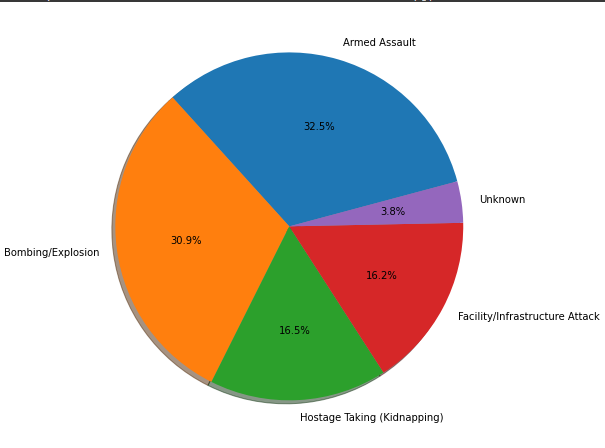 Armed Assault
32.5%
Unknown
3.8%
Bombing/Explosion
30.9%
16.2%
Facility/Infrastructure Attack
16.5%
Hostage Taking (Kidnapping)